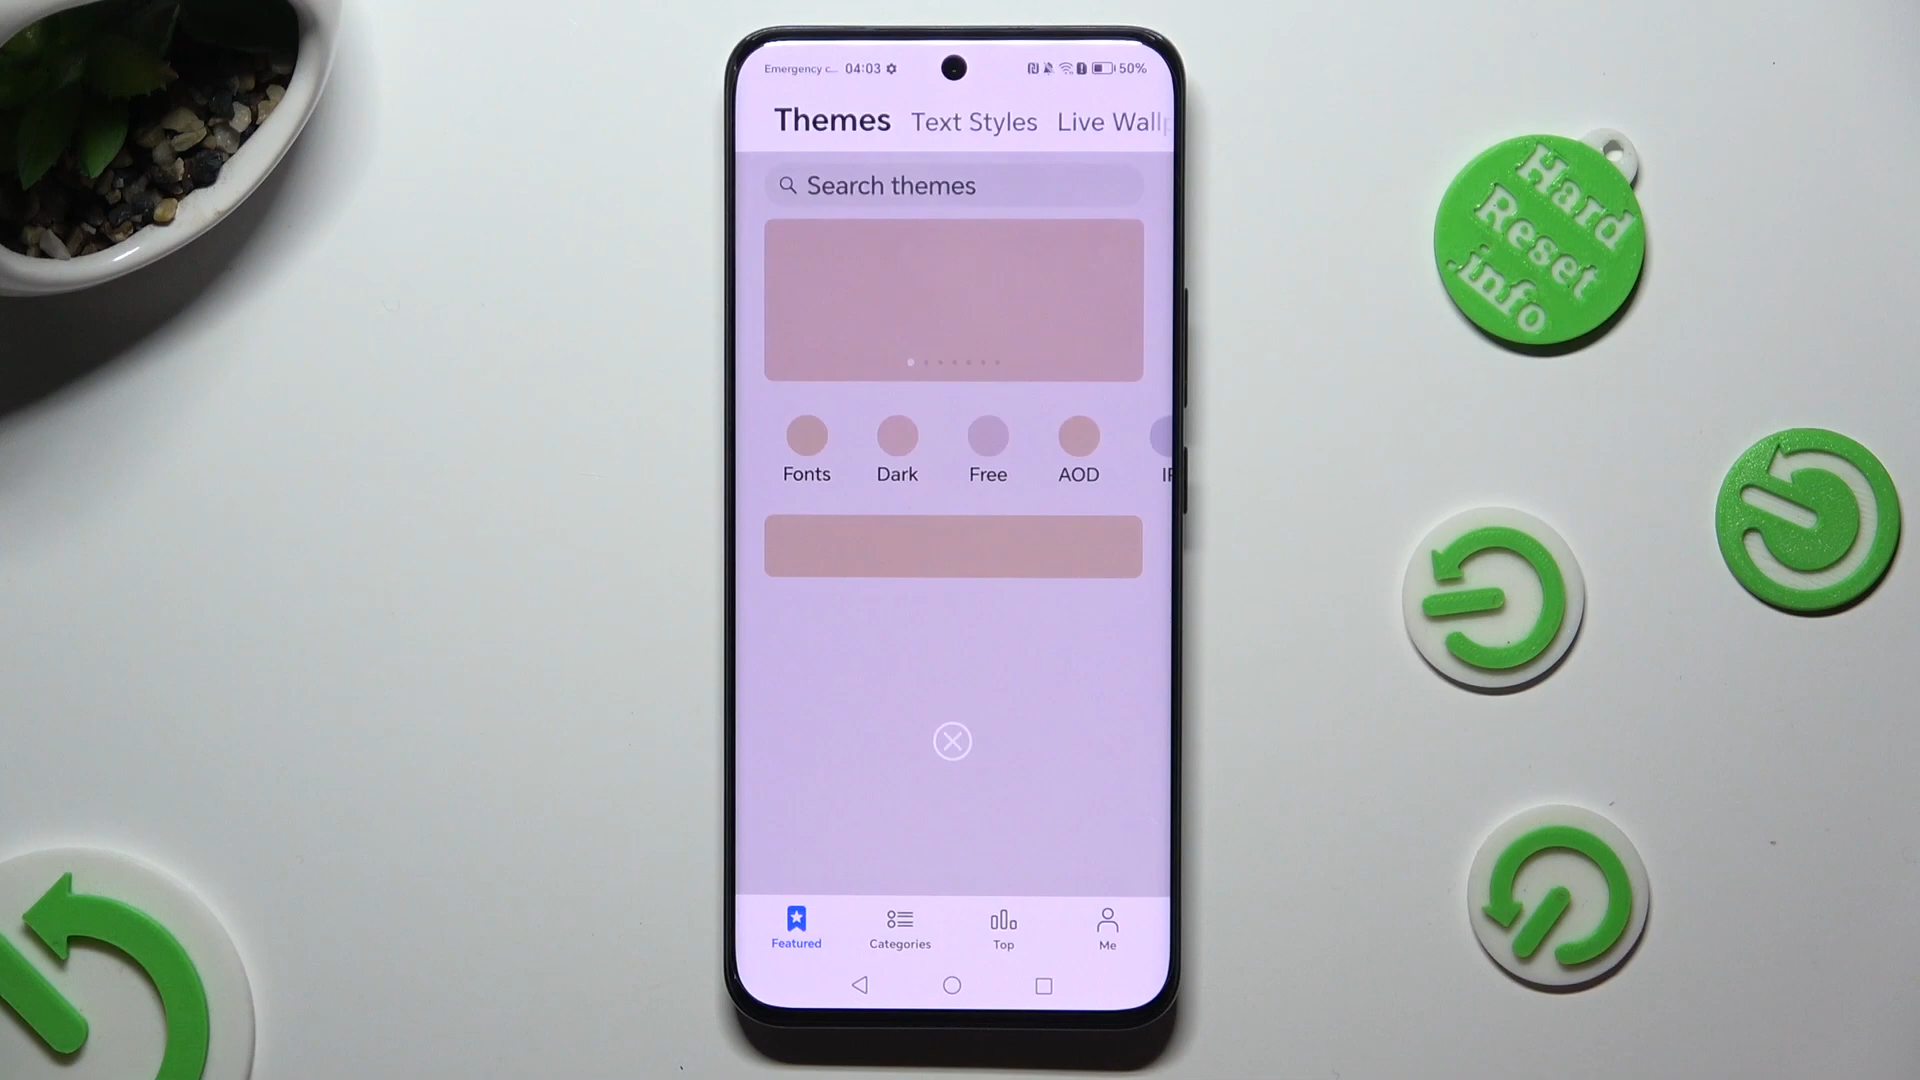 Emergency c... 04:03 50%
Themes Text Styles Live Wallp
Search themes
Fonts Dark Free AOD
Featured Categories Top Me
Hard
Reset
.info